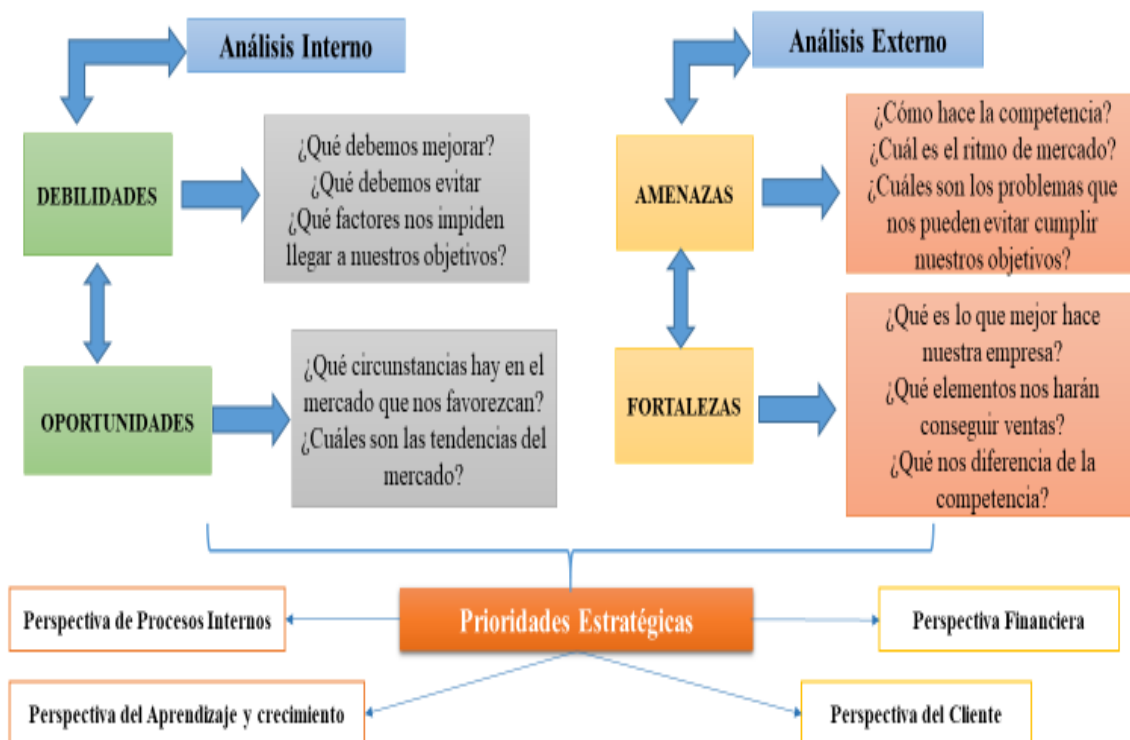 Análisis Interno
DEBILIDADES
¿Qué debemos mejorar?
¿Qué debemos evitar
¿Qué factores nos impiden
llegar a nuestros objetivos?
OPORTUNIDADES
¿Qué circunstancias hay en el
mercado que nos favorezcan?
¿Cuáles son las tendencias del
mercado?
Análisis Externo
AMENAZAS
¿Cómo hace la competencia?
¿Cuál es el ritmo de mercado?
¿Cuáles son los problemas que
nos pueden evitar cumplir
nuestros objetivos?
FORTALEZAS
¿Qué es lo que mejor hace
nuestra empresa?
¿Qué elementos nos harán
conseguir ventas?
¿Qué nos diferencia de la
competencia?
Perspectiva de Procesos Internos
Prioridades Estratégicas
Perspectiva Financiera
Perspectiva del Aprendizaje y crecimiento
Perspectiva del Cliente